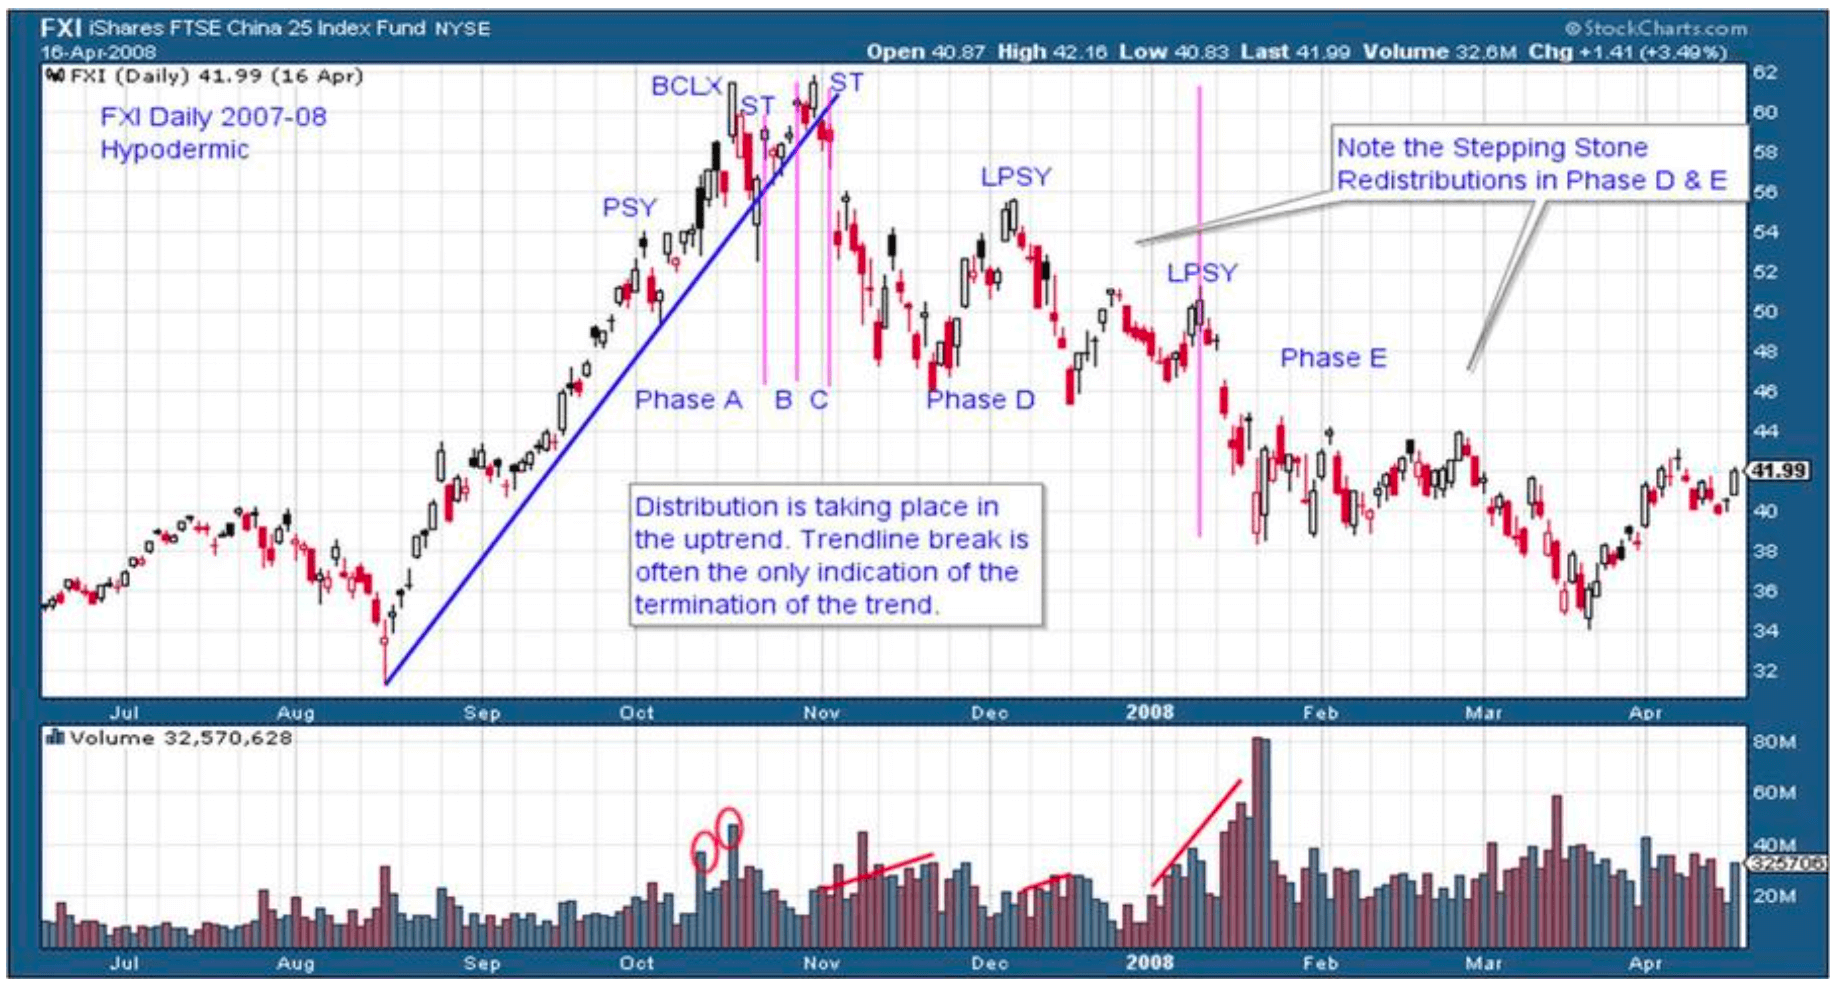 FXI iShares FTSE China 25 Index Fund NYSE
© StockCharts.com
16-Apr-2008
Open 40.87 High 42.16 Low 40.83 Last 41.99 Volume 32.6M Chg +1.41 (+3.49%)
FXI (Daily) 41.99 (16 Apr)
FXI Daily 2007-08
Hypodermic
BCLX
ST
ST
PSY
LPSY
LPSY
Note the Stepping Stone
Redistributions in Phase D & E
Phase A
B
C
Phase D
Phase E
Distribution is taking place in
the uptrend. Trendline break is
often the only indication of the
termination of the trend.
62
60
58
56
54
52
50
48
46
44
41.99
40
38
36
34
32
Jul Aug Sep Oct Nov Dec 2008 Feb Mar Apr
Volume 32,570,628
80M
60M
40M
3257062
20M
Jul Aug Sep Oct Nov Dec 2008 Feb Mar Apr